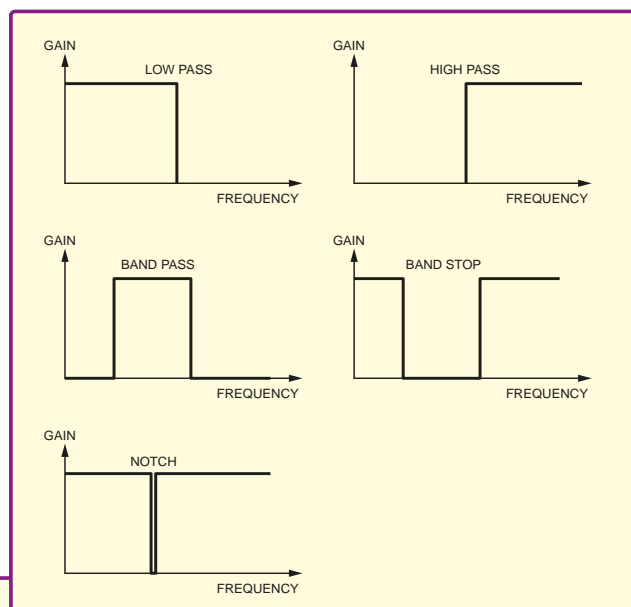 GAIN
LOW PASS
FREQUENCY
GAIN
HIGH PASS
FREQUENCY
GAIN
BAND PASS
FREQUENCY
GAIN
BAND STOP
FREQUENCY
GAIN
NOTCH
FREQUENCY